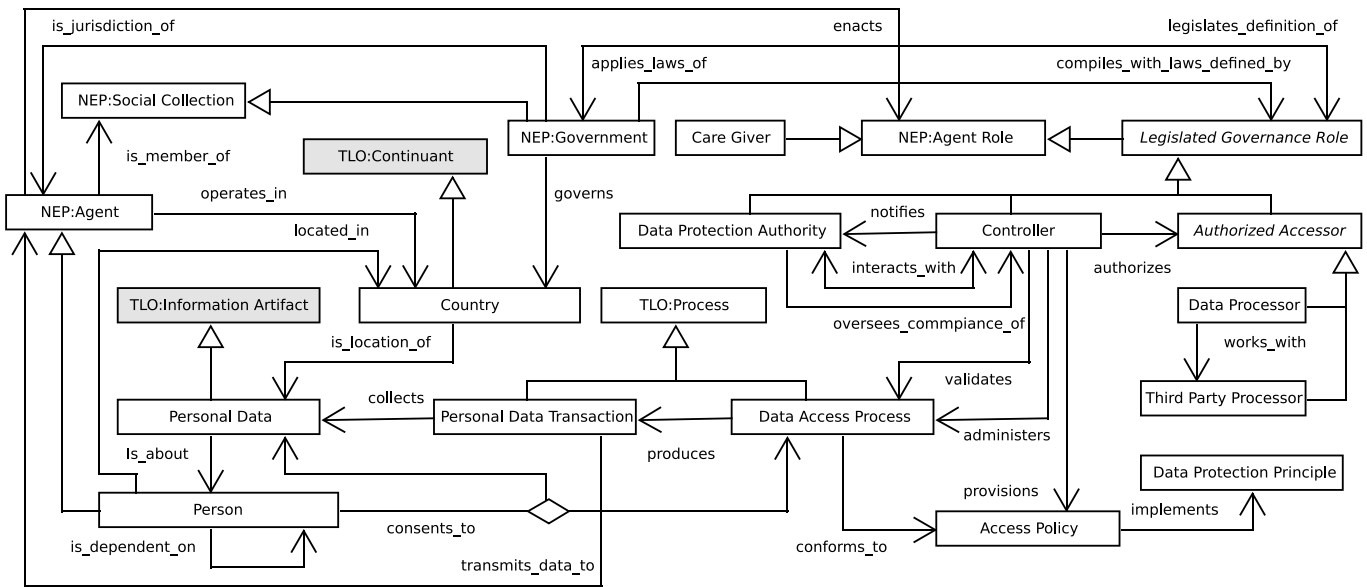 is_jurisdiction_of
enacts
legislates_definition_of
applies_laws_of
compiles_with_laws_defined_by
NEP:Social Collection
NEP:Government
Care Giver
NEP:Agent Role
Legislated Governance Role
TLO:Continuant
is_member_of
operates_in
governs
NEP:Agent
located_in
Data Protection Authority
notifies
Controller
Authorized Accessor
interacts_with
authorizes
TLO:Information Artifact
Country
TLO:Process
Data Processor
oversees_commpiance_of
is_location_of
works_with
validates
collects
Third Party Processor
Personal Data
Personal Data Transaction
Data Access Process
administers
Is_about
produces
Data Protection Principle
provisions
Person
implements
consents_to
Access Policy
is_dependent_on
conforms_to
transmits_data_to